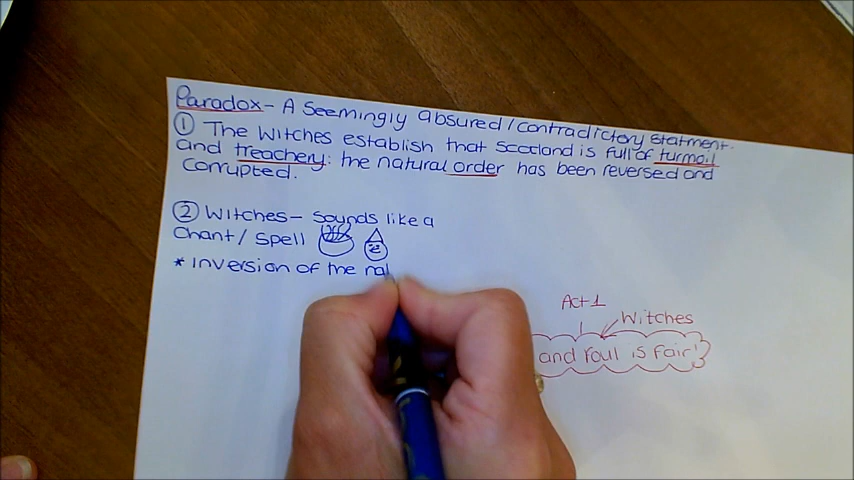 Paradox - A seemingly absured/contradictory statment.
① The Witches establish that Scotland is full of turmoil
and treachery: the natural order has been reversed and
corrupted.
② Witches - sounds like a
chant/spell
* Inversion of the nat
Act 1
Witches
and foul is fair'